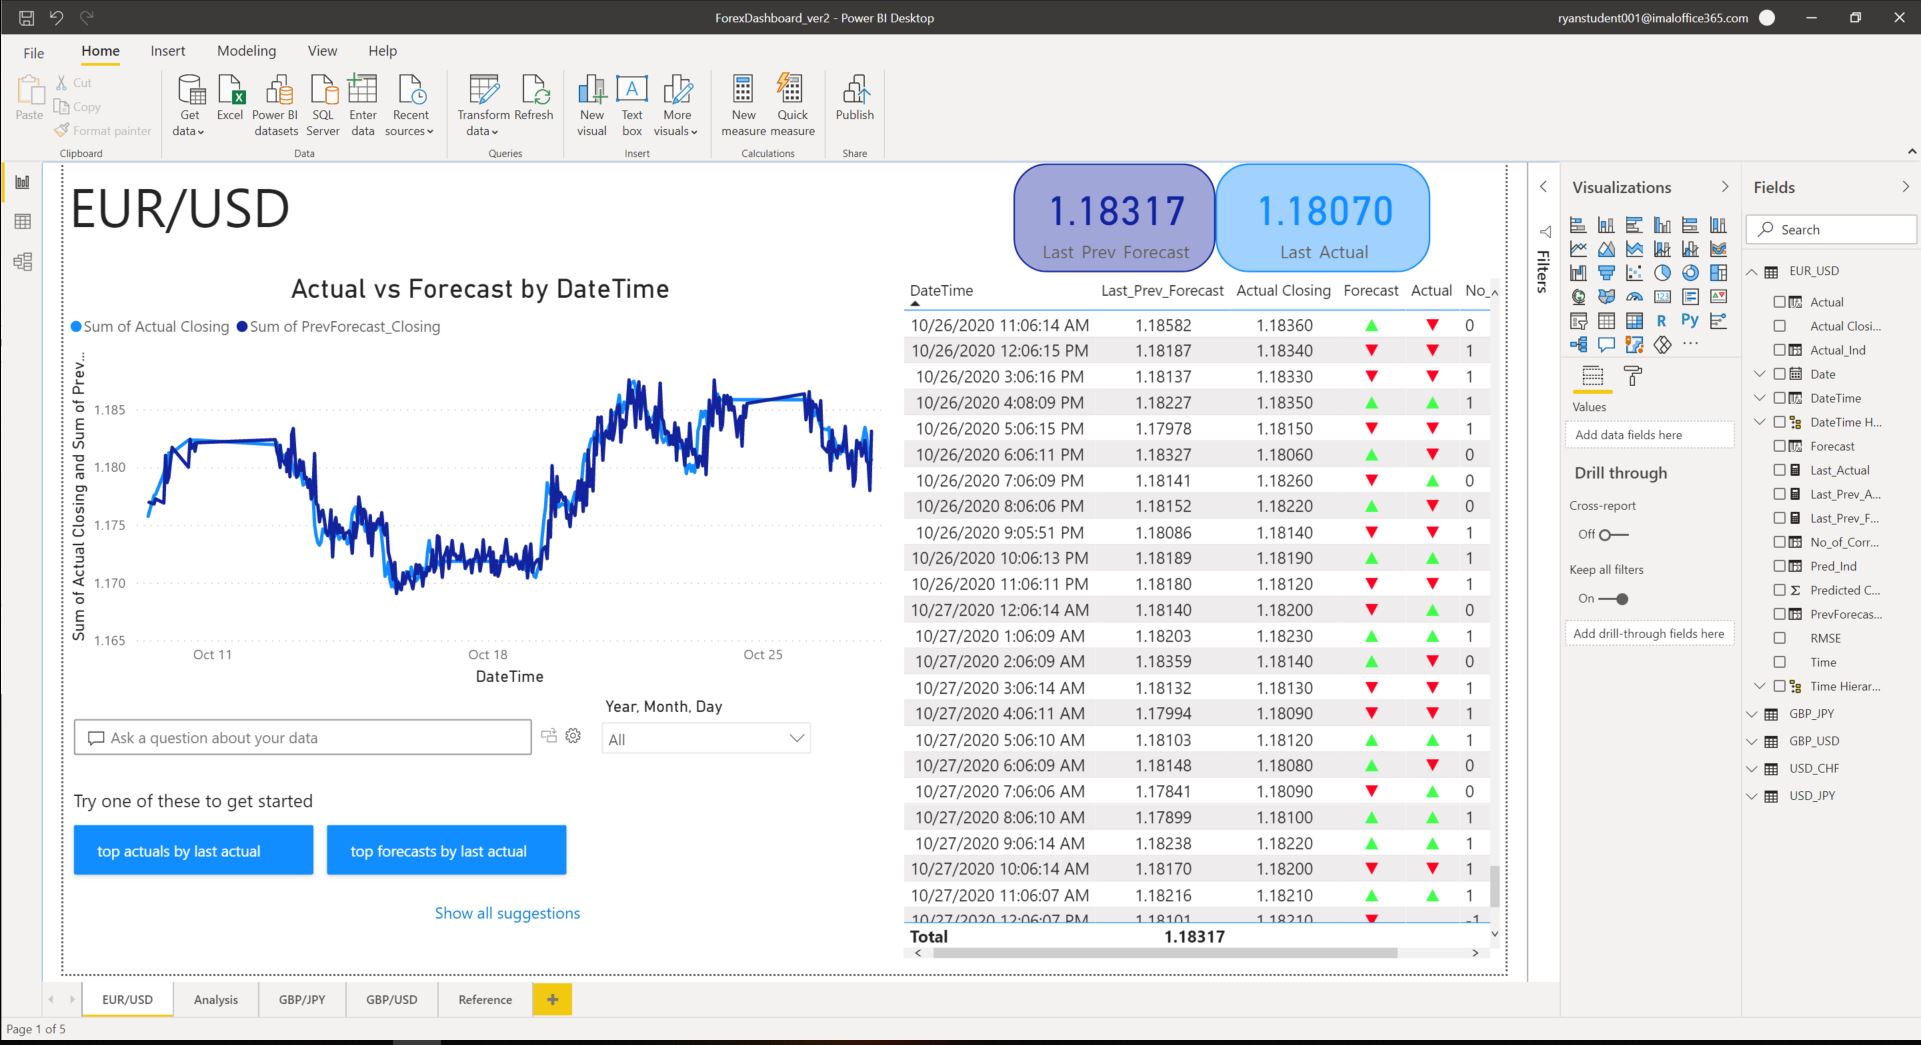 ForexDashboard_ver2 - Power BI Desktop
ryanstudent001@imaloffice365.com
File Home Insert Modeling View Help
Paste
Cut
Copy
Format painter
Clipboard
Get data
Excel
Power BI datasets
SQL Server
Enter data
Recent sources
Data
Transform data
Refresh
Queries
New visual
Text box
More visuals
Insert
New measure
Quick measure
Calculations
Publish
Share
EUR/USD
1.18317
Last Prev Forecast
1.18070
Last Actual
Actual vs Forecast by DateTime
Sum of Actual Closing Sum of PrevForecast_Closing
Sum of Actual Closing and Sum of Prev...
1.185
1.180
1.175
1.170
1.165
Oct 11 Oct 18 Oct 25
DateTime
Year, Month, Day
All
Ask a question about your data
Try one of these to get started
top actuals by last actual
top forecasts by last actual
Show all suggestions
DateTime Last_Prev_Forecast Actual Closing Forecast Actual No_
10/26/2020 11:06:14 AM 1.18582 1.18360 ▲ ▼ 0
10/26/2020 12:06:15 PM 1.18187 1.18340 ▼ ▼ 1
10/26/2020 3:06:16 PM 1.18137 1.18330 ▼ ▼ 1
10/26/2020 4:08:09 PM 1.18227 1.18350 ▲ ▲ 1
10/26/2020 5:06:15 PM 1.17978 1.18150 ▼ ▼ 1
10/26/2020 6:06:11 PM 1.18327 1.18060 ▲ ▼ 0
10/26/2020 7:06:09 PM 1.18141 1.18260 ▼ ▲ 0
10/26/2020 8:06:06 PM 1.18152 1.18220 ▲ ▼ 0
10/26/2020 9:05:51 PM 1.18086 1.18140 ▼ ▼ 1
10/26/2020 10:06:13 PM 1.18189 1.18190 ▲ ▲ 1
10/26/2020 11:06:11 PM 1.18180 1.18120 ▼ ▼ 1
10/27/2020 12:06:14 AM 1.18140 1.18200 ▼ ▲ 0
10/27/2020 1:06:09 AM 1.18203 1.18230 ▲ ▲ 1
10/27/2020 2:06:09 AM 1.18359 1.18140 ▲ ▼ 0
10/27/2020 3:06:14 AM 1.18132 1.18130 ▼ ▼ 1
10/27/2020 4:06:11 AM 1.17994 1.18090 ▼ ▼ 1
10/27/2020 5:06:10 AM 1.18103 1.18120 ▲ ▲ 1
10/27/2020 6:06:09 AM 1.18148 1.18080 ▲ ▼ 0
10/27/2020 7:06:06 AM 1.17841 1.18090 ▼ ▲ 0
10/27/2020 8:06:10 AM 1.17899 1.18100 ▲ ▲ 1
10/27/2020 9:06:14 AM 1.18238 1.18220 ▲ ▲ 1
10/27/2020 10:06:14 AM 1.18170 1.18200 ▼ ▼ 1
10/27/2020 11:06:07 AM 1.18216 1.18210 ▲ ▲ 1
10/27/2020 12:06:07 PM 1.18101 1.18210 ▼ -1
Total 1.18317
Filters
Visualizations
R Py
Values
Add data fields here
Drill through
Cross-report
Off
Keep all filters
On
Add drill-through fields here
Fields
Search
EUR_USD
Actual
Actual Closi...
Actual_Ind
Date
DateTime
DateTime H...
Forecast
Last_Actual
Last_Prev_A...
Last_Prev_F...
No_of_Corr...
Pred_Ind
Predicted C...
PrevForecas...
RMSE
Time
Time Hierar...
GBP_JPY
GBP_USD
USD_CHF
USD_JPY
EUR/USD Analysis GBP/JPY GBP/USD Reference +
Page 1 of 5